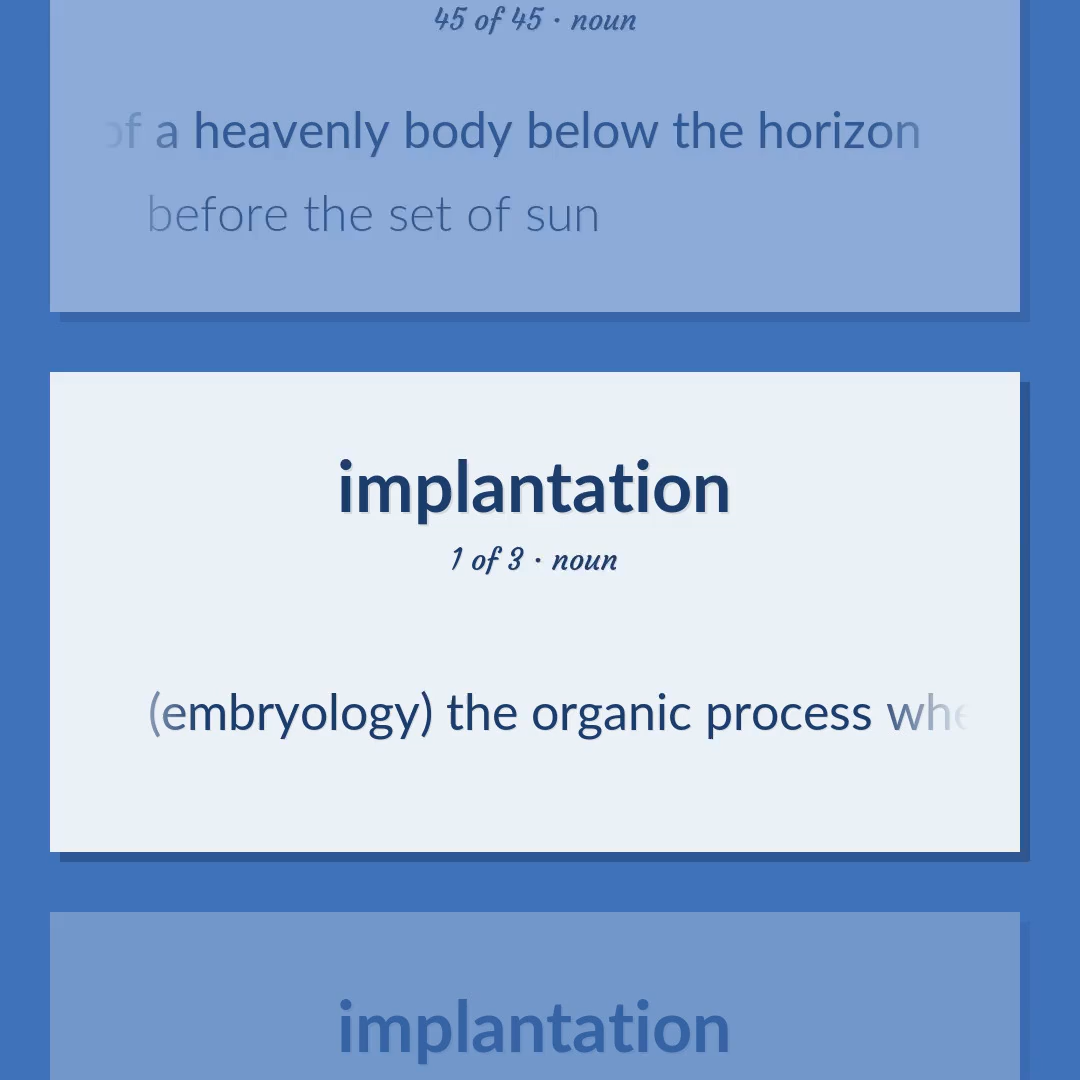 45 of 45 · noun
of a heavenly body below the horizon
before the set of sun
implantation
1 of 3 · noun
(embryology) the organic process
implantation